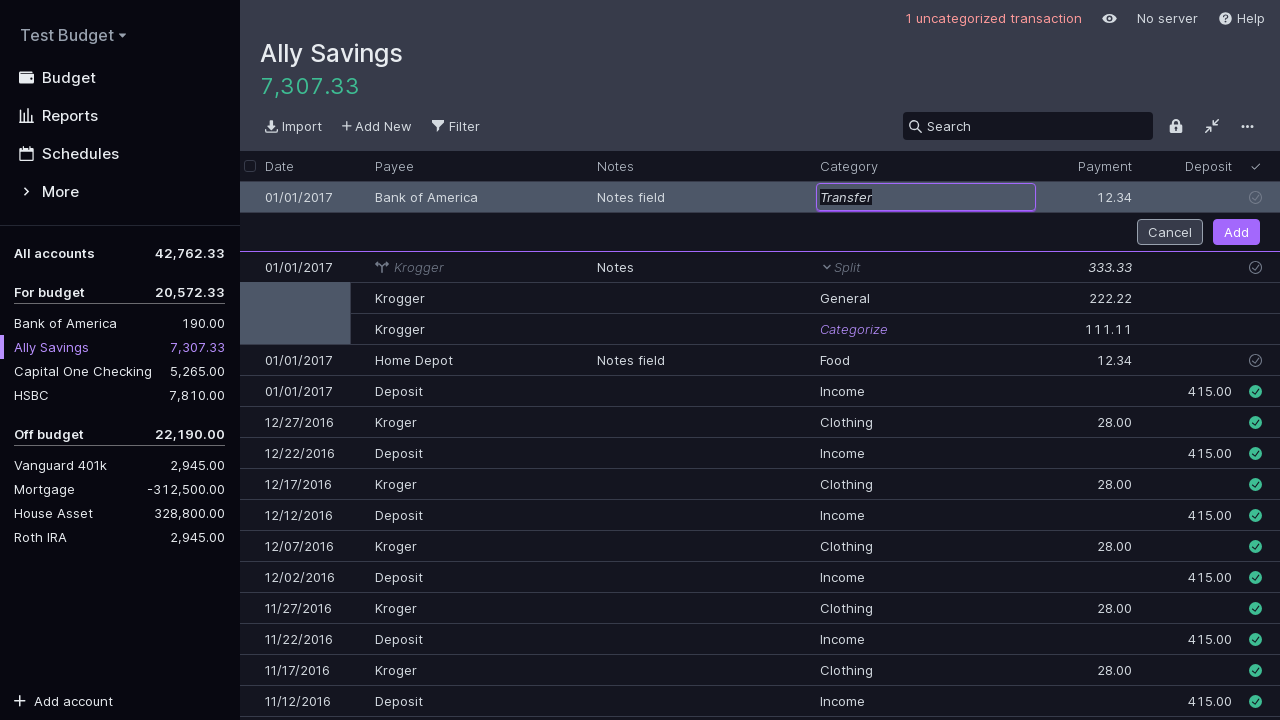 Test Budget
Budget
Reports
Schedules
More
All accounts 42,762.33
For budget 20,572.33
Bank of America 190.00
Ally Savings 7,307.33
Capital One Checking 5,265.00
HSBC 7,810.00
Off budget 22,190.00
Vanguard 401k 2,945.00
Mortgage -312,500.00
House Asset 328,800.00
Roth IRA 2,945.00
Add account
1 uncategorized transaction No server Help
Ally Savings
7,307.33
Import Add New Filter Search
Date Payee Notes Category Payment Deposit
01/01/2017 Bank of America Notes field Transfer 12.34
Cancel Add
01/01/2017 Krogger Notes Split 333.33
Krogger General 222.22
Krogger Categorize 111.11
01/01/2017 Home Depot Notes field Food 12.34
01/01/2017 Deposit Income 415.00
12/27/2016 Kroger Clothing 28.00
12/22/2016 Deposit Income 415.00
12/17/2016 Kroger Clothing 28.00
12/12/2016 Deposit Income 415.00
12/07/2016 Kroger Clothing 28.00
12/02/2016 Deposit Income 415.00
11/27/2016 Kroger Clothing 28.00
11/22/2016 Deposit Income 415.00
11/17/2016 Kroger Clothing 28.00
11/12/2016 Deposit Income 415.00